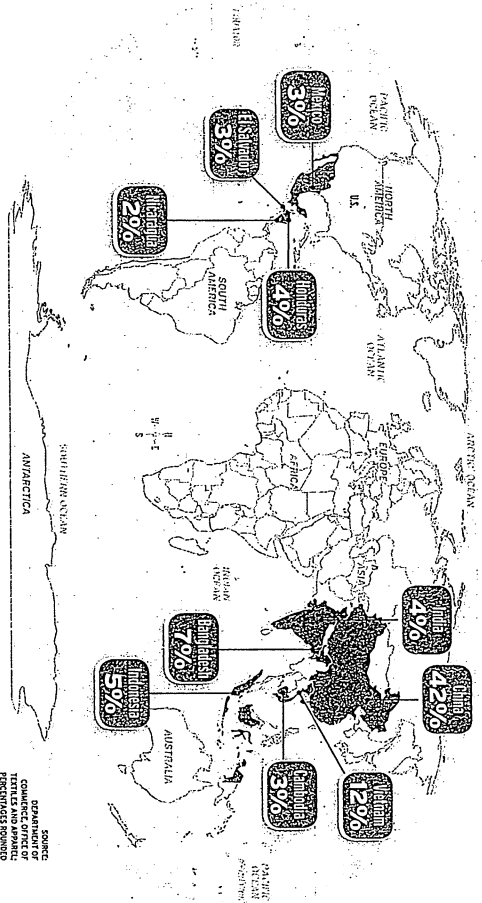 ARCTIC OCEAN
PACIFIC
OCEAN
NORTH
AMERICA
U.S.
ATLANTIC
OCEAN
EUROPE
ASIA
AFRICA
Mexico
3%
El Salvador
3%
Nicaragua
2%
Honduras
4%
SOUTH
AMERICA
India
4%
China
42%
Vietnam
12%
Cambodia
3%
Bangladesh
7%
Indonesia
5%
INDIAN
OCEAN
PACIFIC
OCEAN
AUSTRALIA
N
W
E
S
SOUTHERN OCEAN
ANTARCTICA
SOURCE:
DEPARTMENT OF
COMMERCE, OFFICE OF
TEXTILES AND APPAREL;
PERCENTAGES ROUNDED